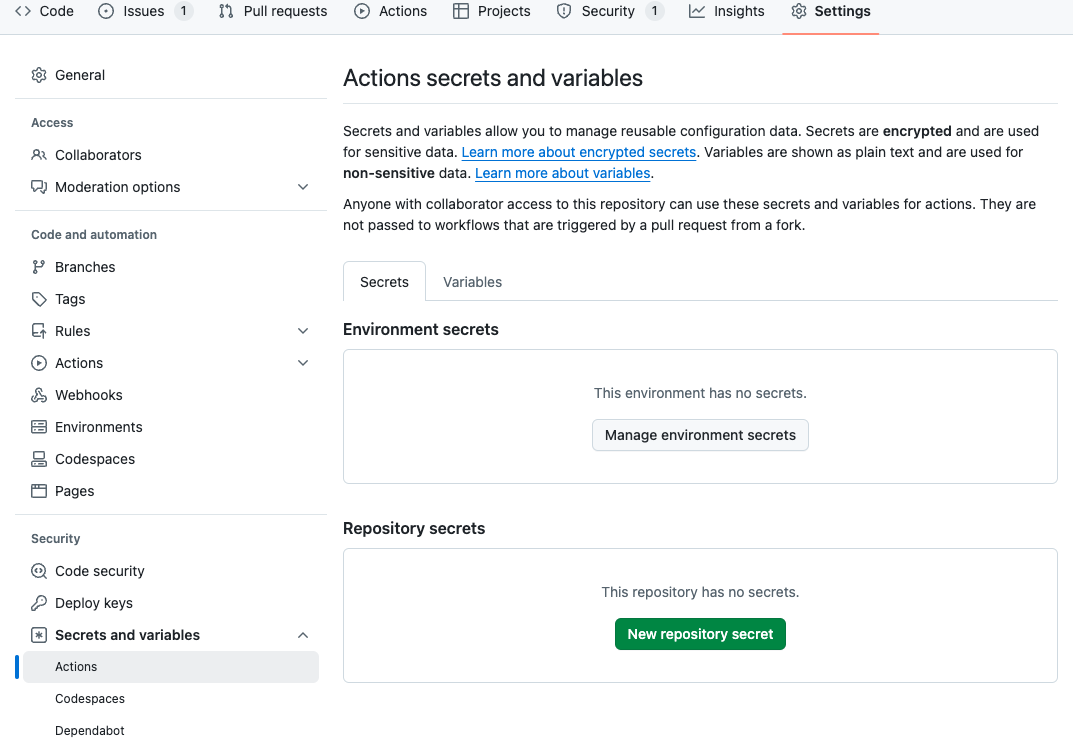 Code Issues 1 Pull requests Actions Projects Security 1 Insights Settings
General
Access
Collaborators
Moderation options
Code and automation
Branches
Tags
Rules
Actions
Webhooks
Environments
Codespaces
Pages
Security
Code security
Deploy keys
Secrets and variables
Actions
Codespaces
Dependabot
Actions secrets and variables
Secrets and variables allow you to manage reusable configuration data. Secrets are encrypted and are used
for sensitive data. Learn more about encrypted secrets. Variables are shown as plain text and are used for
non-sensitive data. Learn more about variables.
Anyone with collaborator access to this repository can use these secrets and variables for actions. They are
not passed to workflows that are triggered by a pull request from a fork.
Secrets Variables
Environment secrets
This environment has no secrets.
Manage environment secrets
Repository secrets
This repository has no secrets.
New repository secret